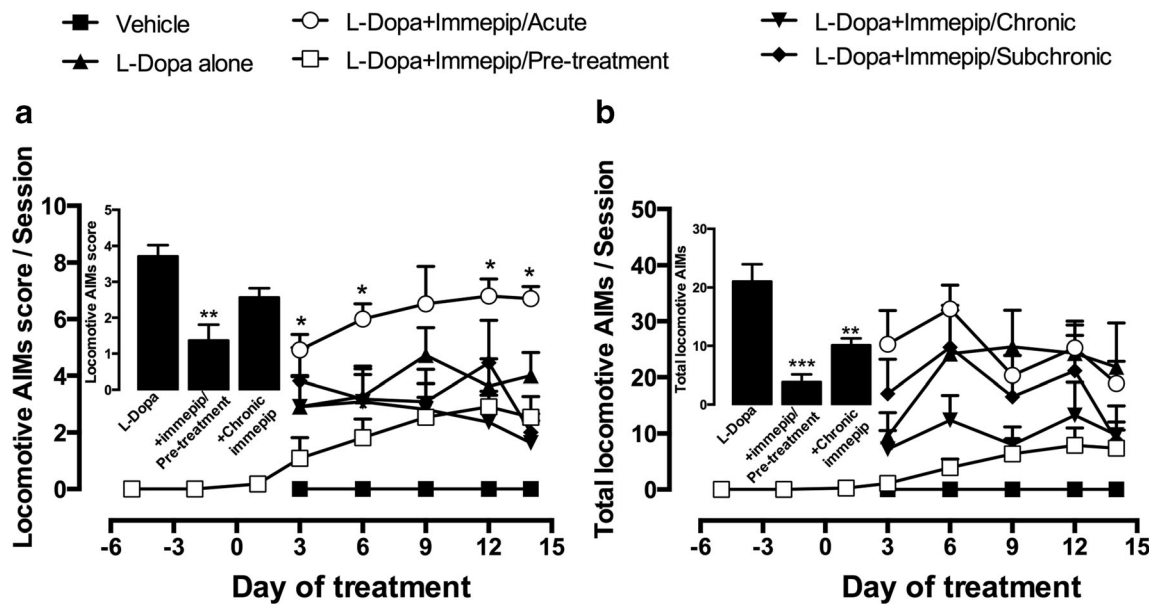 Vehicle
L-Dopa alone
L-Dopa+Immepip/Acute
L-Dopa+Immepip/Pre-treatment
L-Dopa+Immepip/Chronic
L-Dopa+Immepip/Subchronic
a
Locomotive AIMs score / Session
10
8
6
4
2
0
Locomotive AIMs score
5
4
3
2
1
0
**
L-Dopa
+immepip/
Pre-treatment
+Chronic
immepip
*
*
*
*
-6
-3
0
3
6
9
12
15
Day of treatment
b
Total locomotive AIMs / Session
50
40
30
20
10
0
Total locomotive AIMs
30
20
10
0
***
**
L-Dopa
+immepip/
Pre-treatment
+Chronic
immepip
-6
-3
0
3
6
9
12
15
Day of treatment